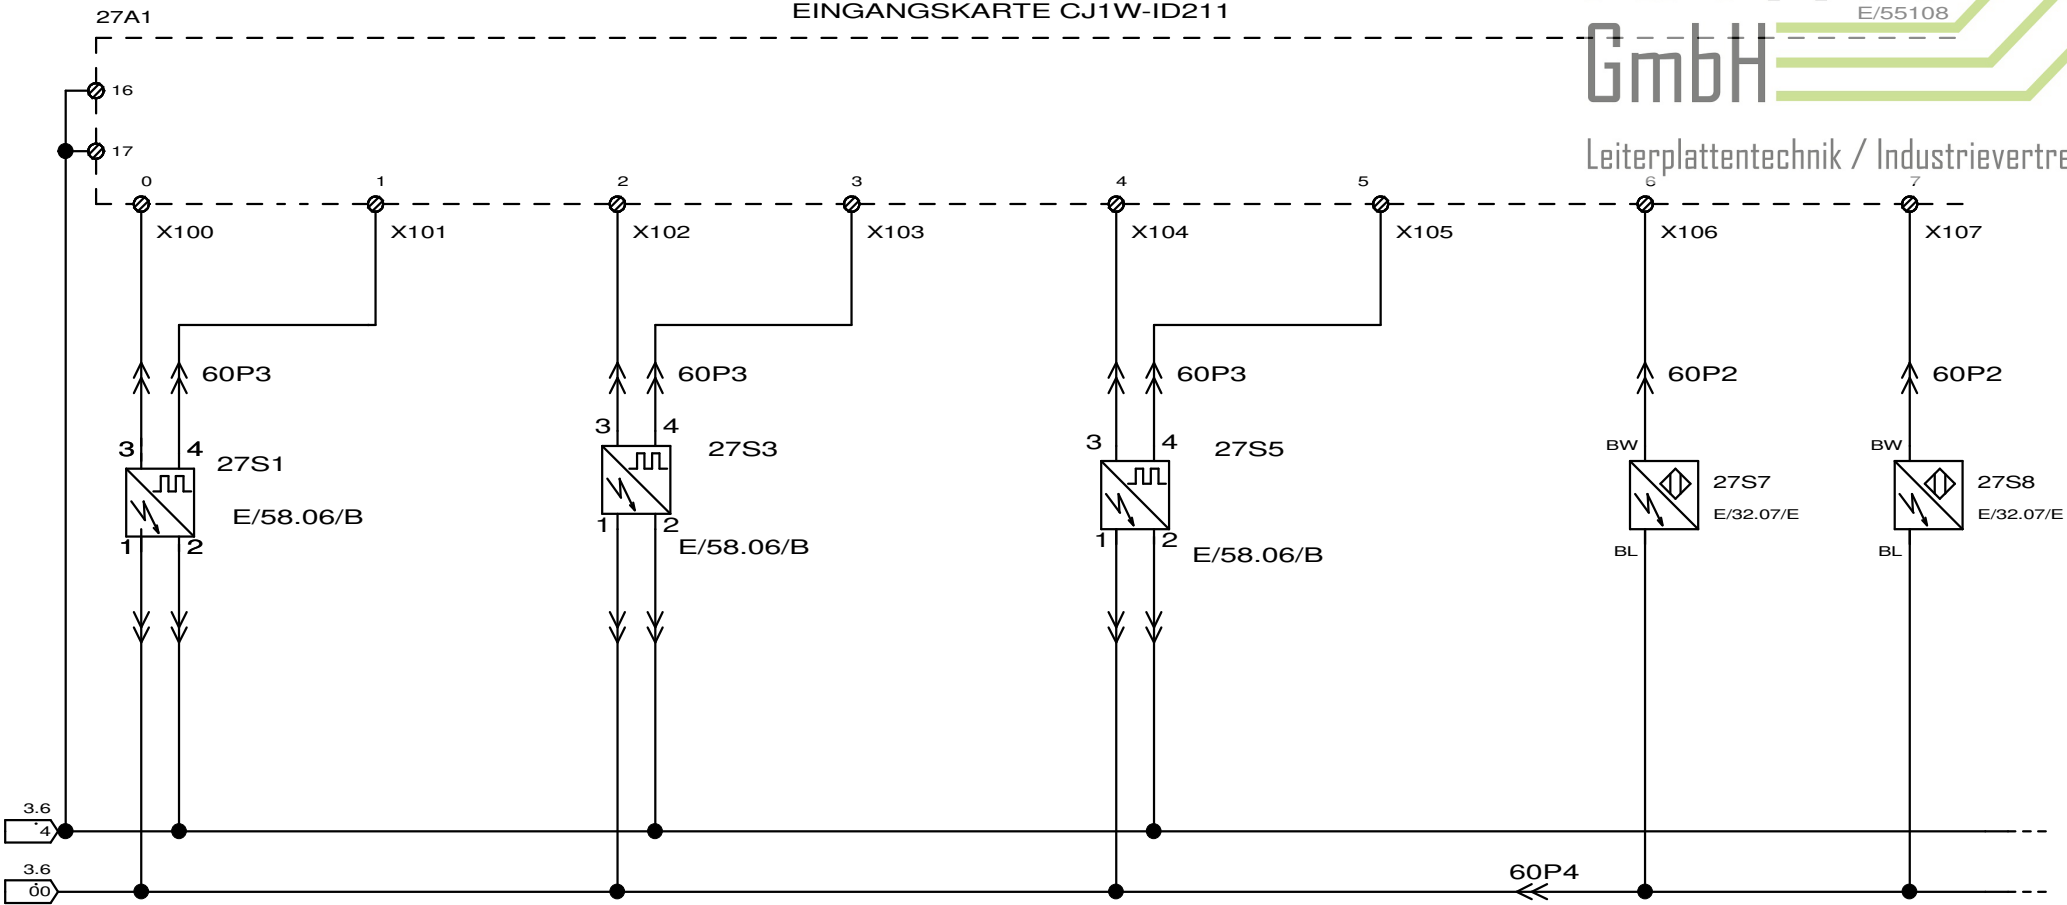 EINGANGSKARTE CJ1W-ID211
27A1
E/55108
GmbH
16
17
Leiterplattentechnik / Industrievertre
0 1 2 3 4 5 6 7
X100 X101 X102 X103 X104 X105 X106 X107
60P3 60P3 60P3 60P2 60P2
3 4 27S1
E/58.06/B
1 2
3 4 27S3
1 2
E/58.06/B
3 4 27S5
1 2
E/58.06/B
BW
27S7
E/32.07/E
BL
BW
27S8
E/32.07/E
BL
3.6
4
3.6
00
60P4